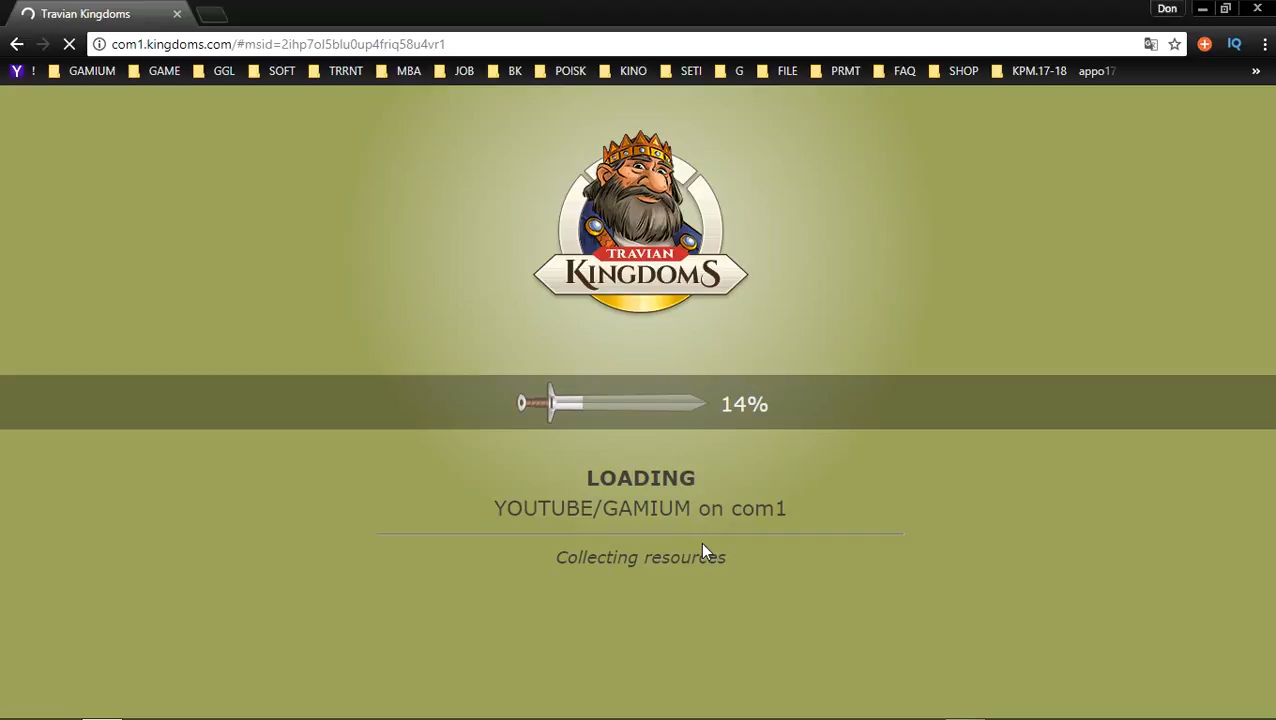 Travian Kingdoms
Don
com1.kingdoms.com/#msid=2ihp7ol5blu0up4friq58u4vr1
IQ
Y ! GAMIUM GAME GGL SOFT TRRNT MBA JOB BK POISK KINO SETI G FILE PRMT FAQ SHOP KPM.17-18 appo17 »
TRAVIAN
KINGDOMS
14%
LOADING
YOUTUBE/GAMIUM on com1
Collecting resources